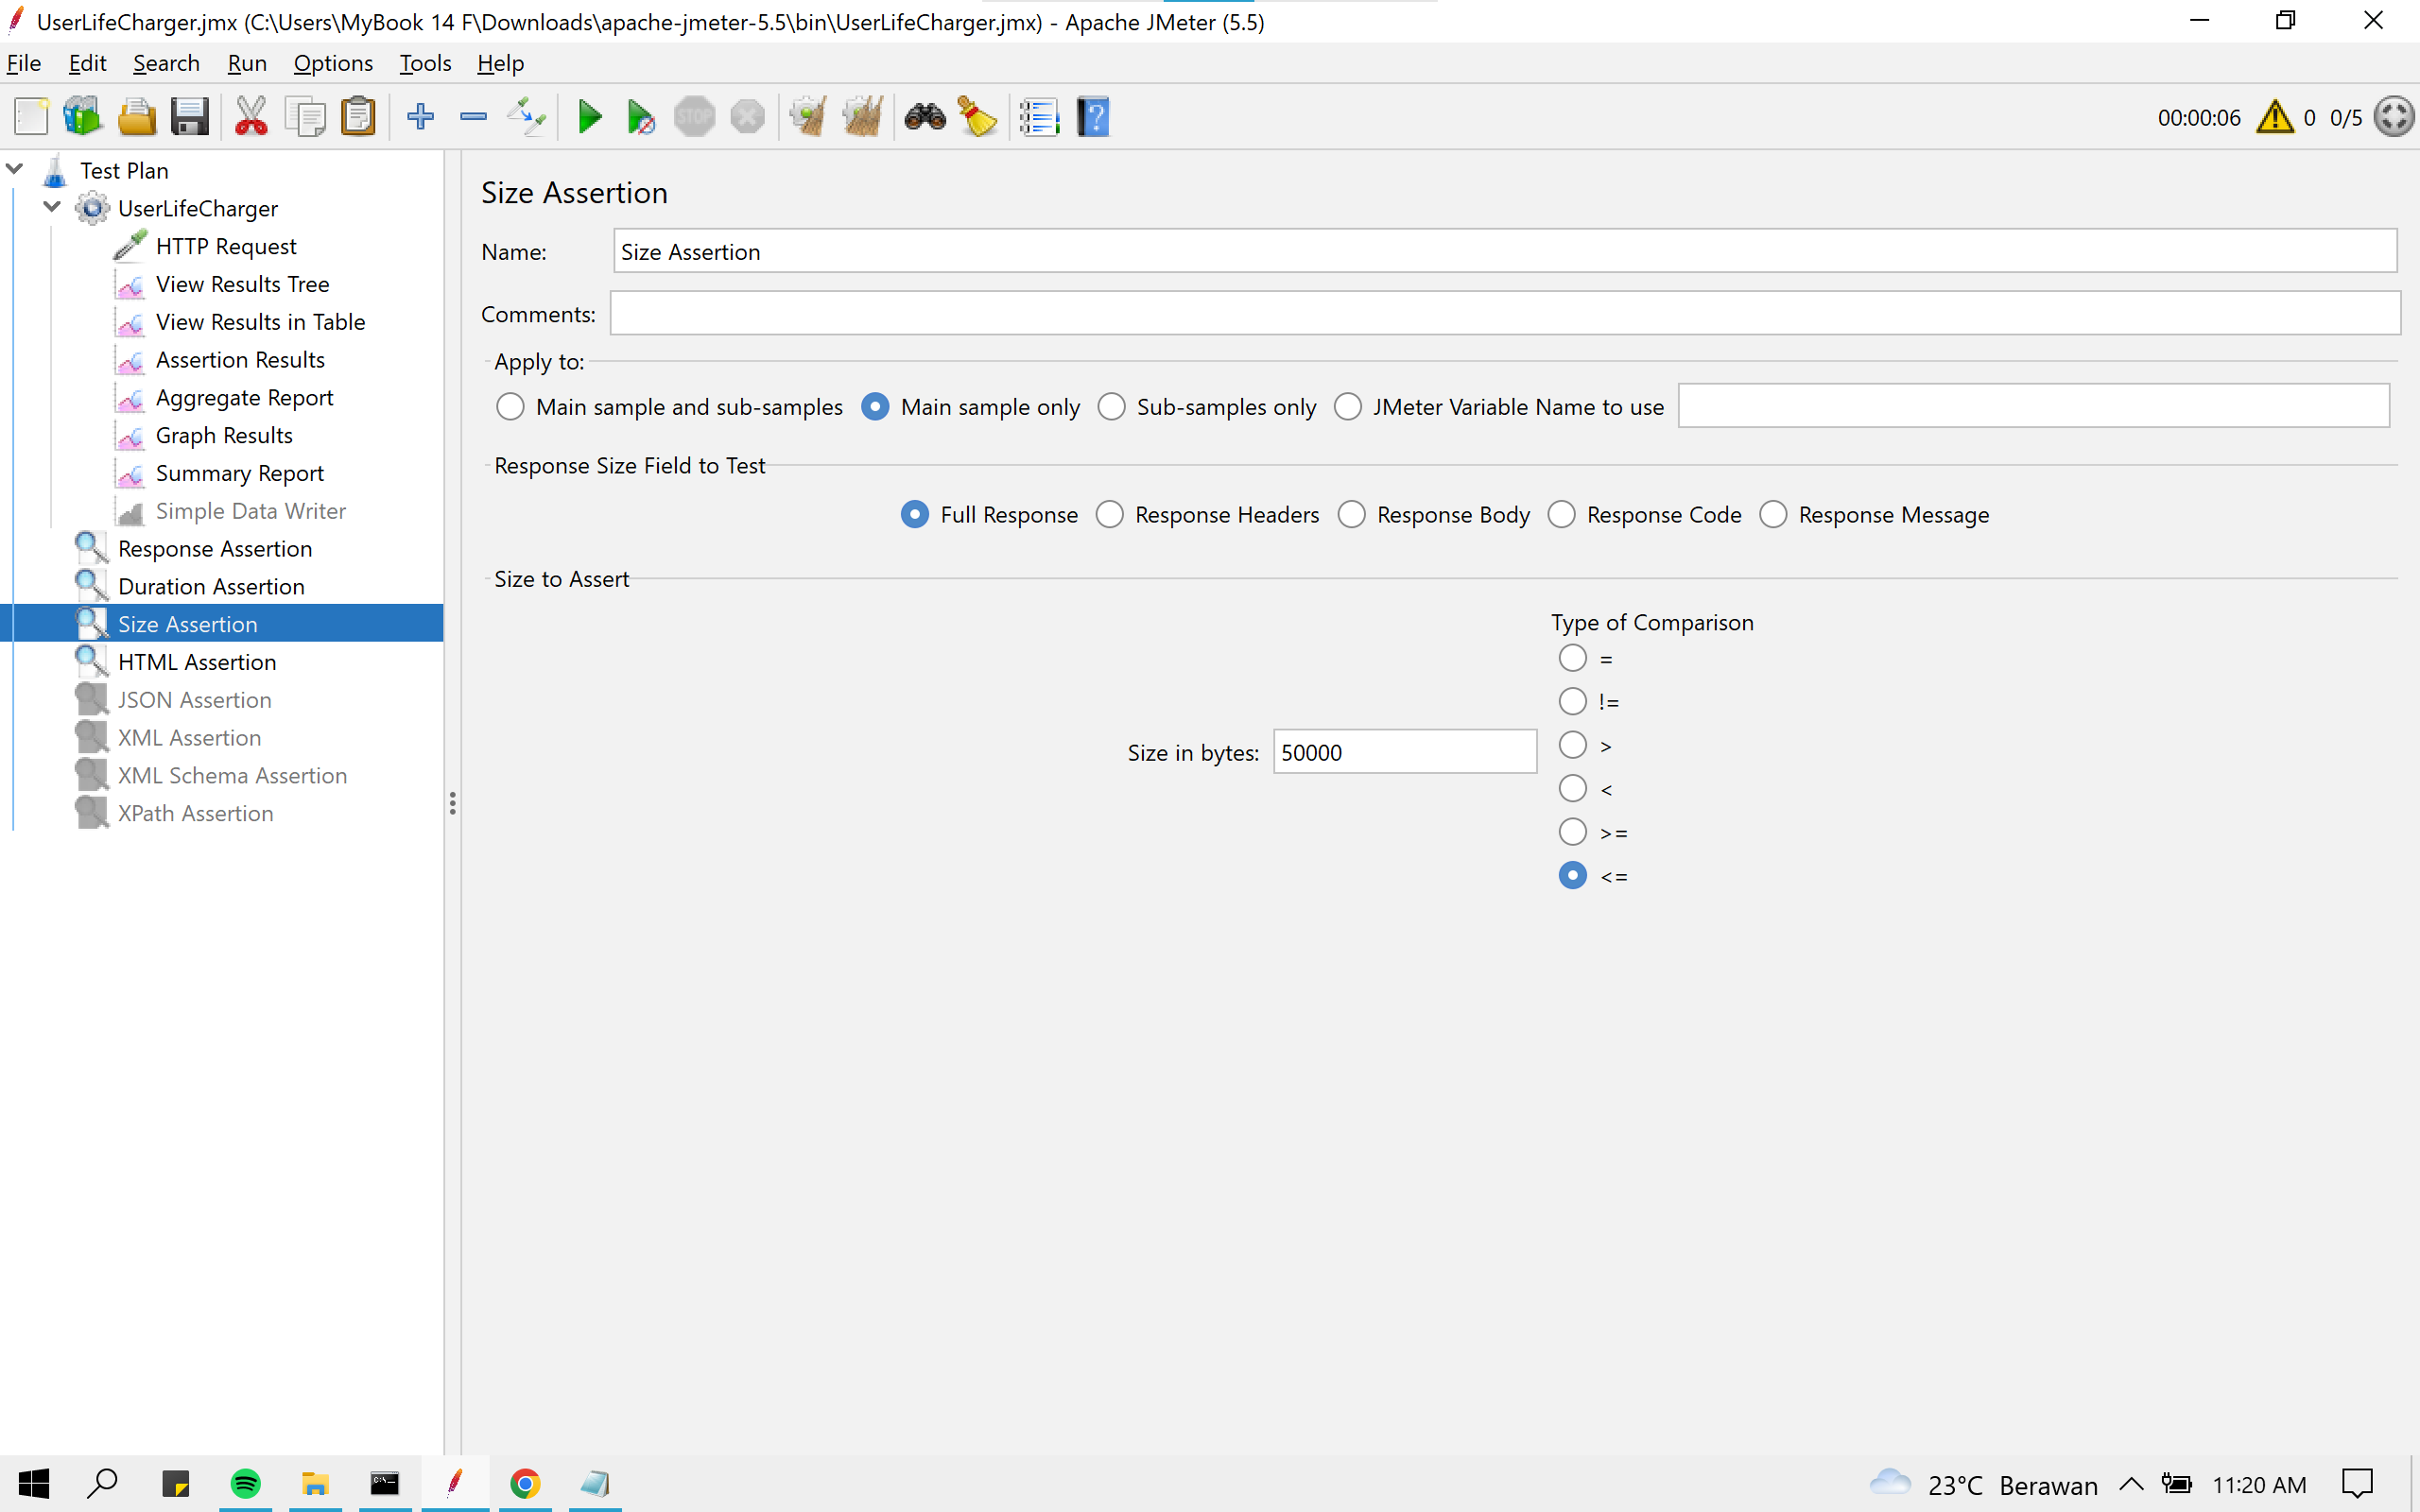 UserLifeCharger.jmx (C:\Users\MyBook 14 F\Downloads\apache-jmeter-5.5\bin\UserLifeCharger.jmx) - Apache JMeter (5.5)
File Edit Search Run Options Tools Help
STOP
?
00:00:06 0 0/5
Test Plan
UserLifeCharger
HTTP Request
View Results Tree
View Results in Table
Assertion Results
Aggregate Report
Graph Results
Summary Report
Simple Data Writer
Response Assertion
Duration Assertion
Size Assertion
HTML Assertion
JSON Assertion
XML Assertion
XML Schema Assertion
XPath Assertion
Size Assertion
Name: Size Assertion
Comments:
Apply to:
Main sample and sub-samples Main sample only Sub-samples only JMeter Variable Name to use
Response Size Field to Test
Full Response Response Headers Response Body Response Code Response Message
Size to Assert
Type of Comparison
=
!=
>
Size in bytes: 50000
<
>=
<=
23°C Berawan 11:20 AM